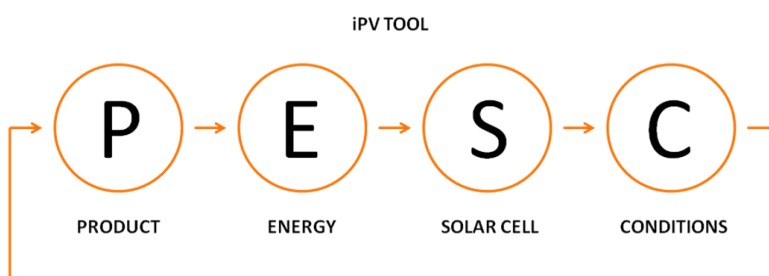 iPV TOOL
P E S C
PRODUCT ENERGY SOLAR CELL CONDITIONS